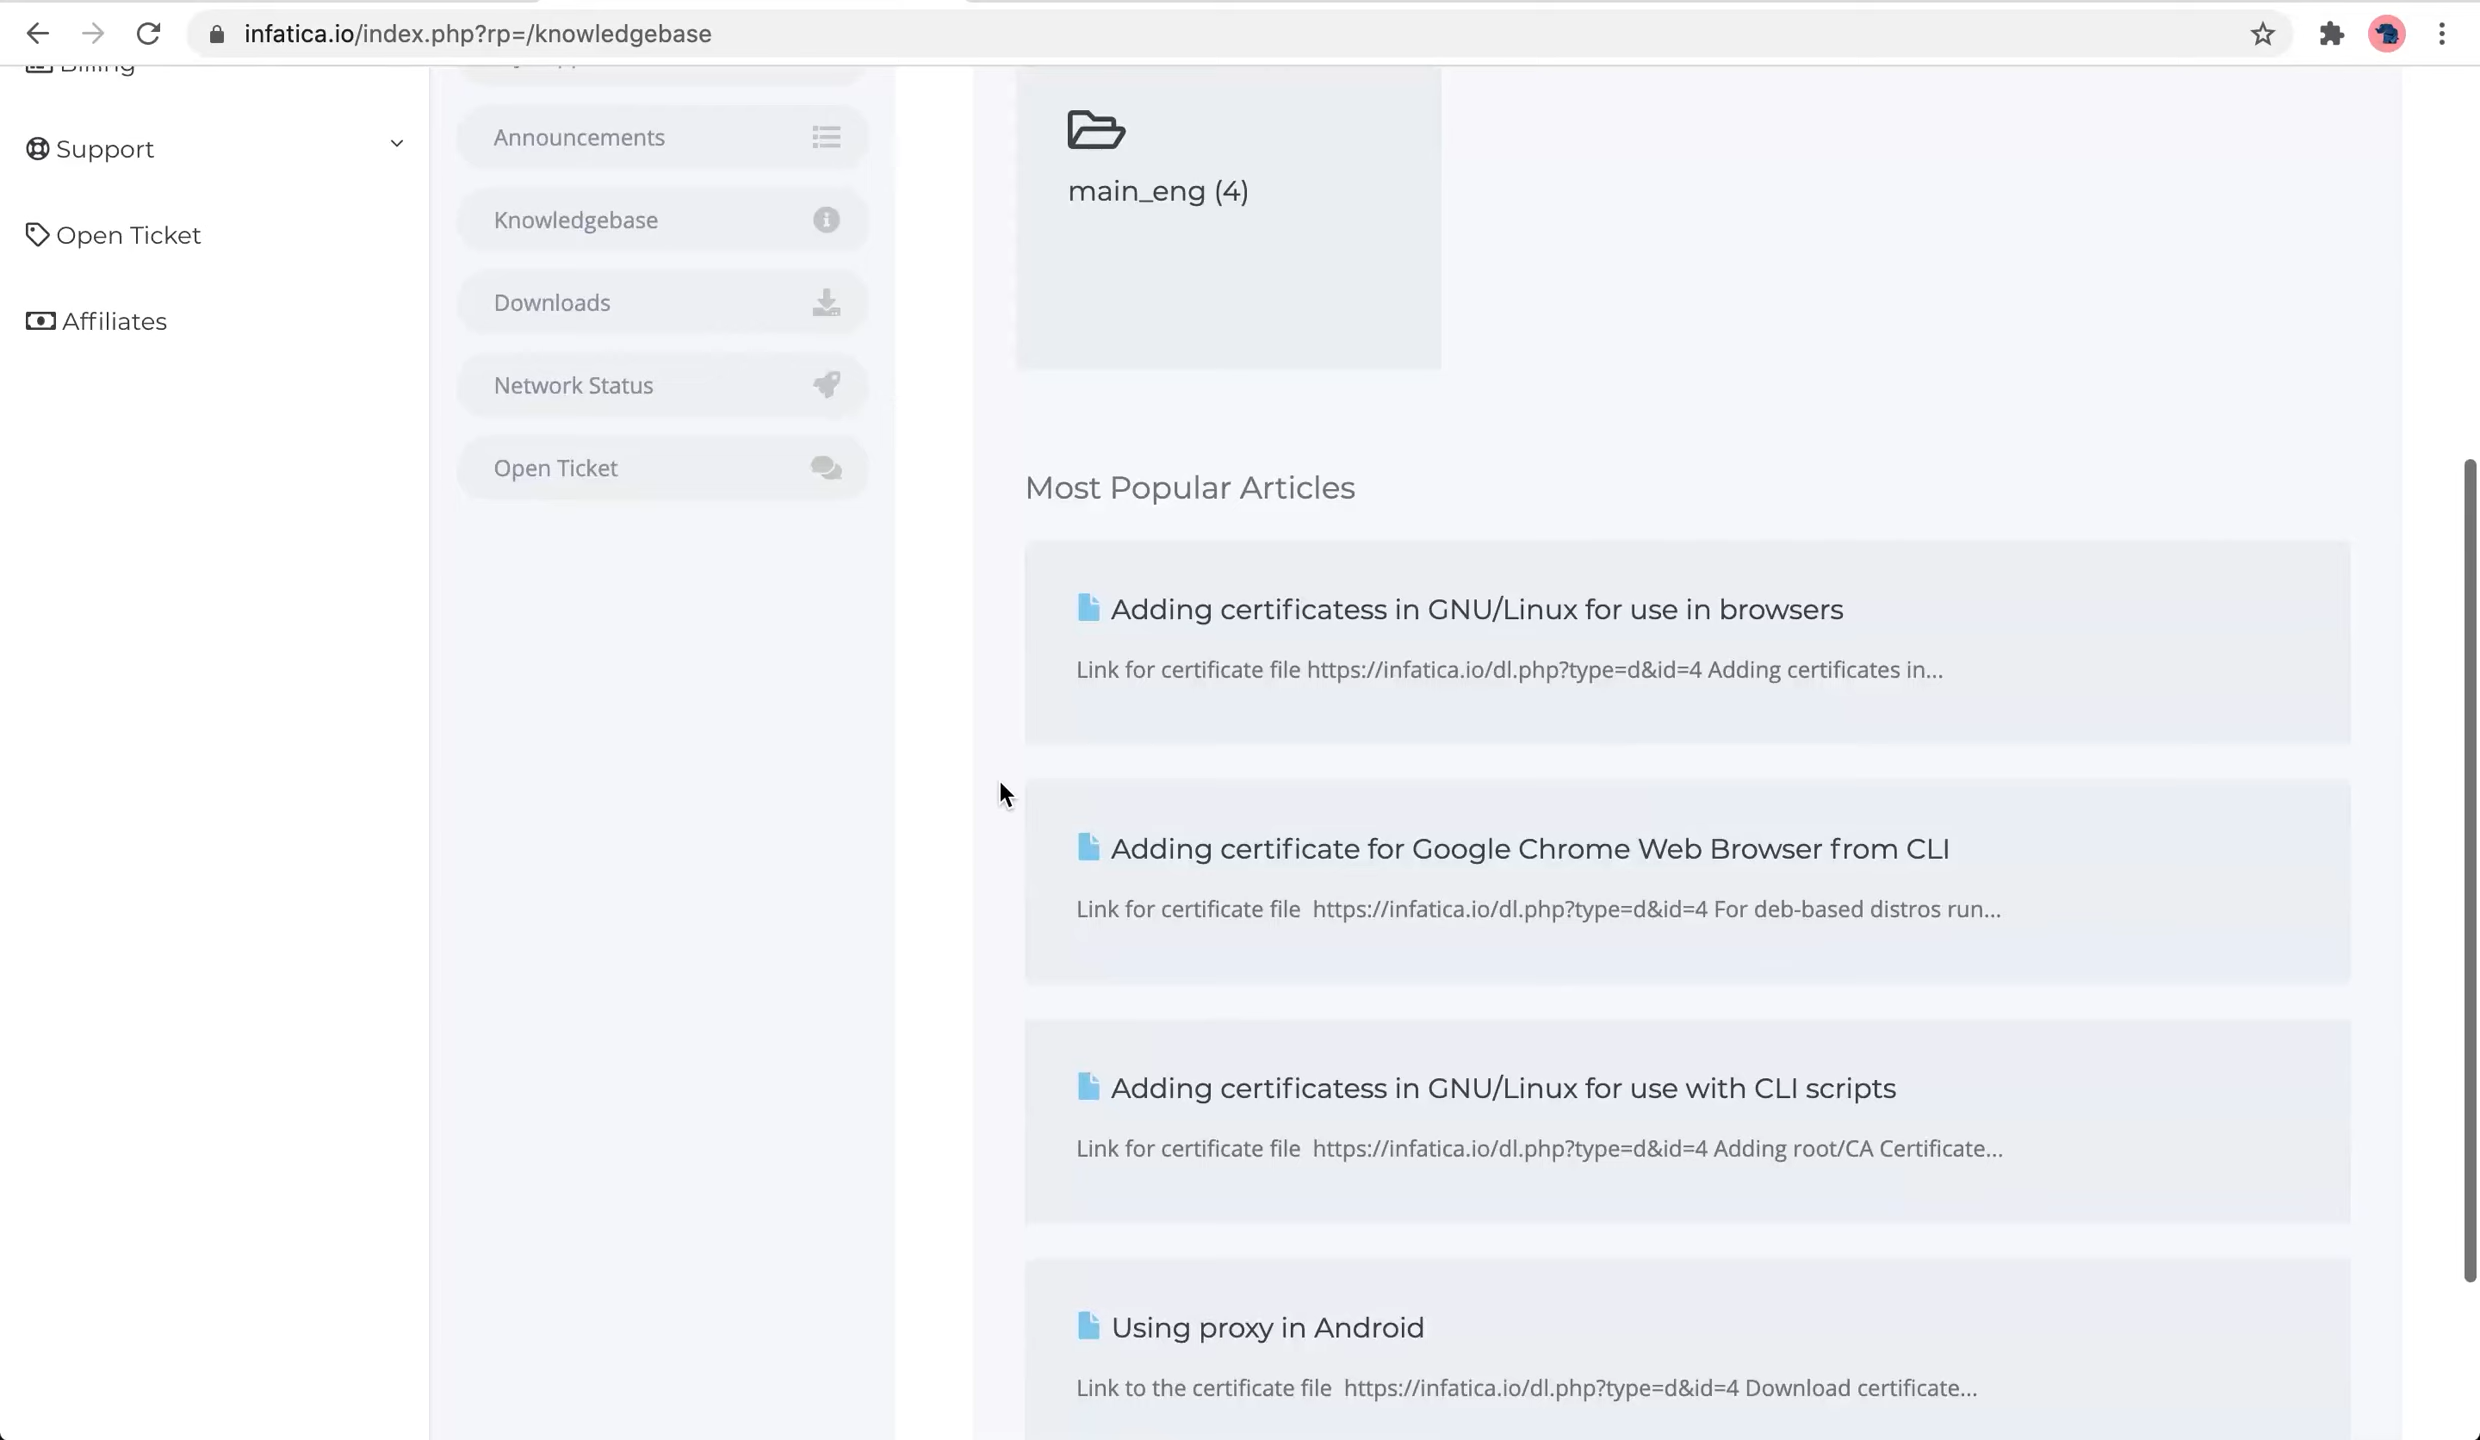 infatica.io/index.php?rp=/knowledgebase
Billing
Support
Open Ticket
Affiliates
Announcements
Knowledgebase
Downloads
Network Status
Open Ticket
main_eng (4)
Most Popular Articles
Adding certificatess in GNU/Linux for use in browsers
Link for certificate file https://infatica.io/dl.php?type=d&id=4 Adding certificates in...
Adding certificate for Google Chrome Web Browser from CLI
Link for certificate file https://infatica.io/dl.php?type=d&id=4 For deb-based distros run...
Adding certificatess in GNU/Linux for use with CLI scripts
Link for certificate file https://infatica.io/dl.php?type=d&id=4 Adding root/CA Certificate...
Using proxy in Android
Link to the certificate file https://infatica.io/dl.php?type=d&id=4 Download certificate...